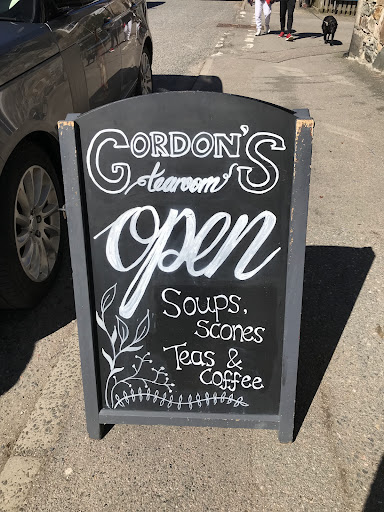 GORDON'S
tearoom
open
Soups,
scones
Teas &
coffee